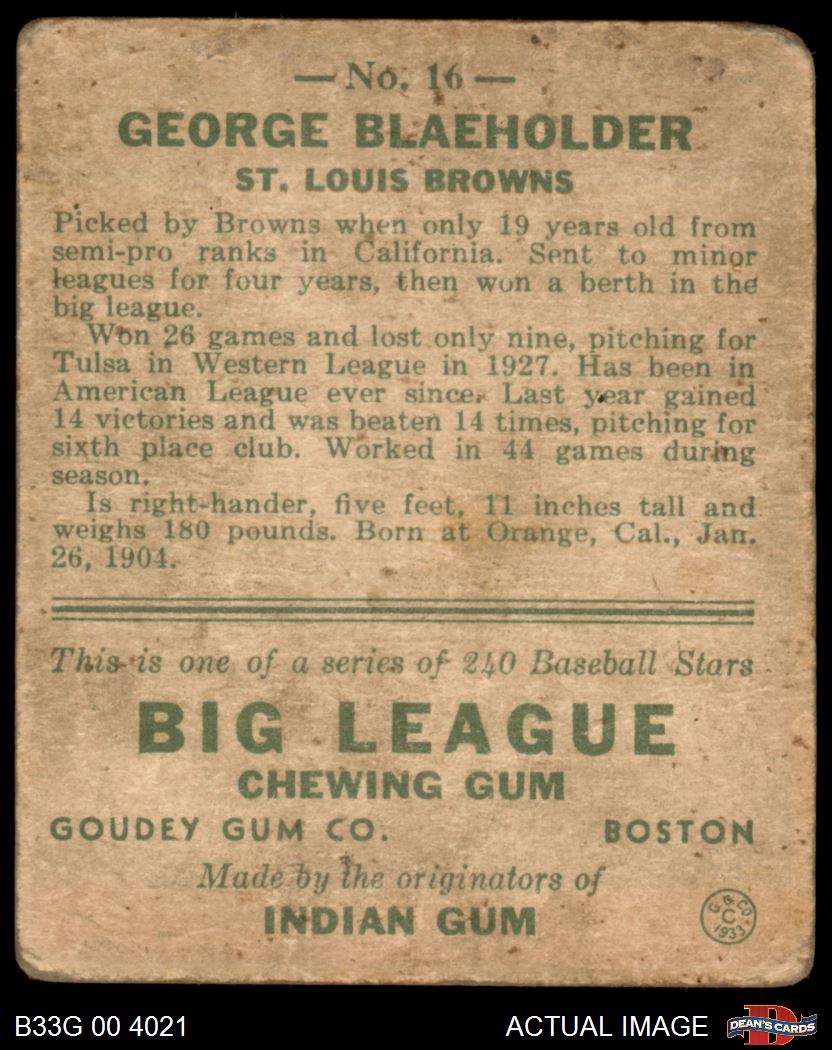 — No. 16 —
GEORGE BLAEHOLDER
ST. LOUIS BROWNS
Picked by Browns when only 19 years old from
semi-pro ranks in California. Sent to minor
leagues for four years, then won a berth in the
big league.
Won 26 games and lost only nine, pitching for
Tulsa in Western League in 1927. Has been in
American League ever since. Last year gained
14 victories and was beaten 14 times, pitching for
sixth place club. Worked in 44 games during
season.
Is right-hander, five feet, 11 inches tall and
weighs 180 pounds. Born at Orange, Cal., Jan.
26, 1904.
This is one of a series of 240 Baseball Stars
BIG LEAGUE
CHEWING GUM
GOUDEY GUM CO. BOSTON
Made by the originators of
INDIAN GUM
G. & CO.
C
1933
B33G 00 4021 ACTUAL IMAGE D DEAN'S CARDS